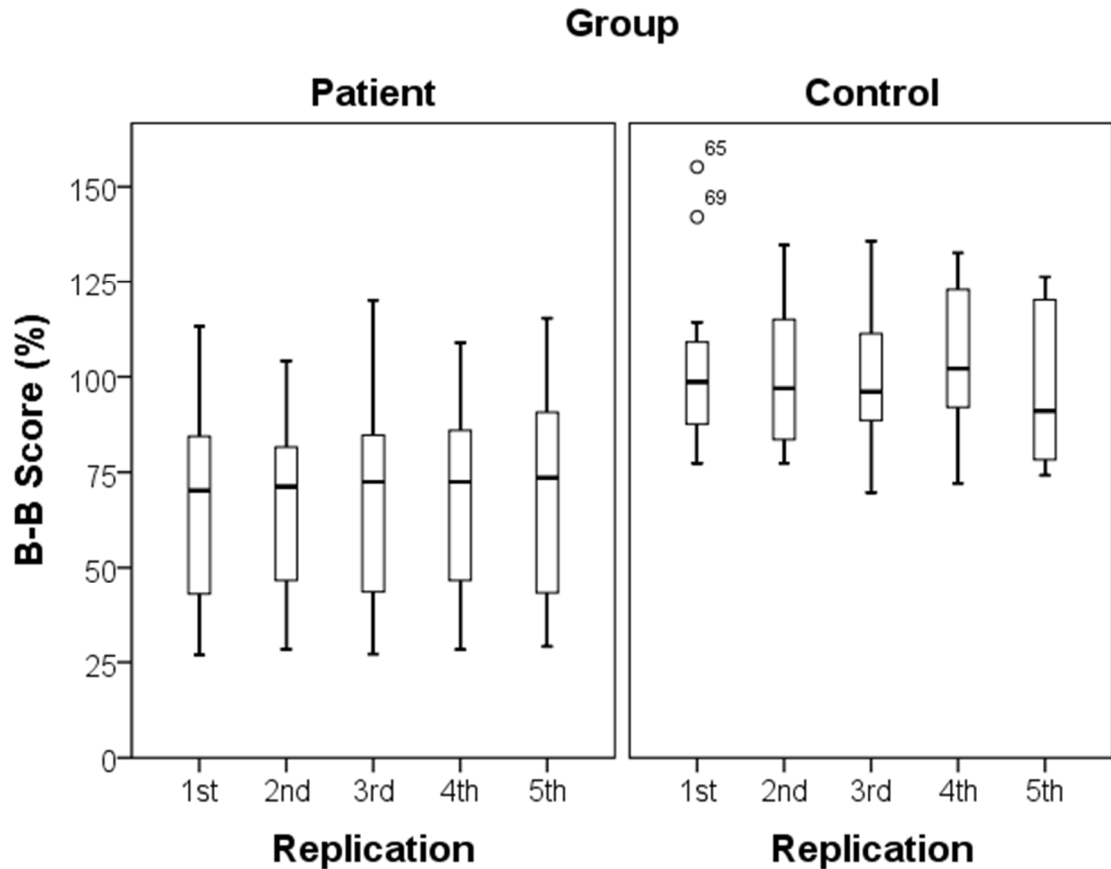 Group
Patient Control
65
150
69
125
100
75
50
25
0
B-B Score (%)
1st 2nd 3rd 4th 5th 1st 2nd 3rd 4th 5th
Replication Replication